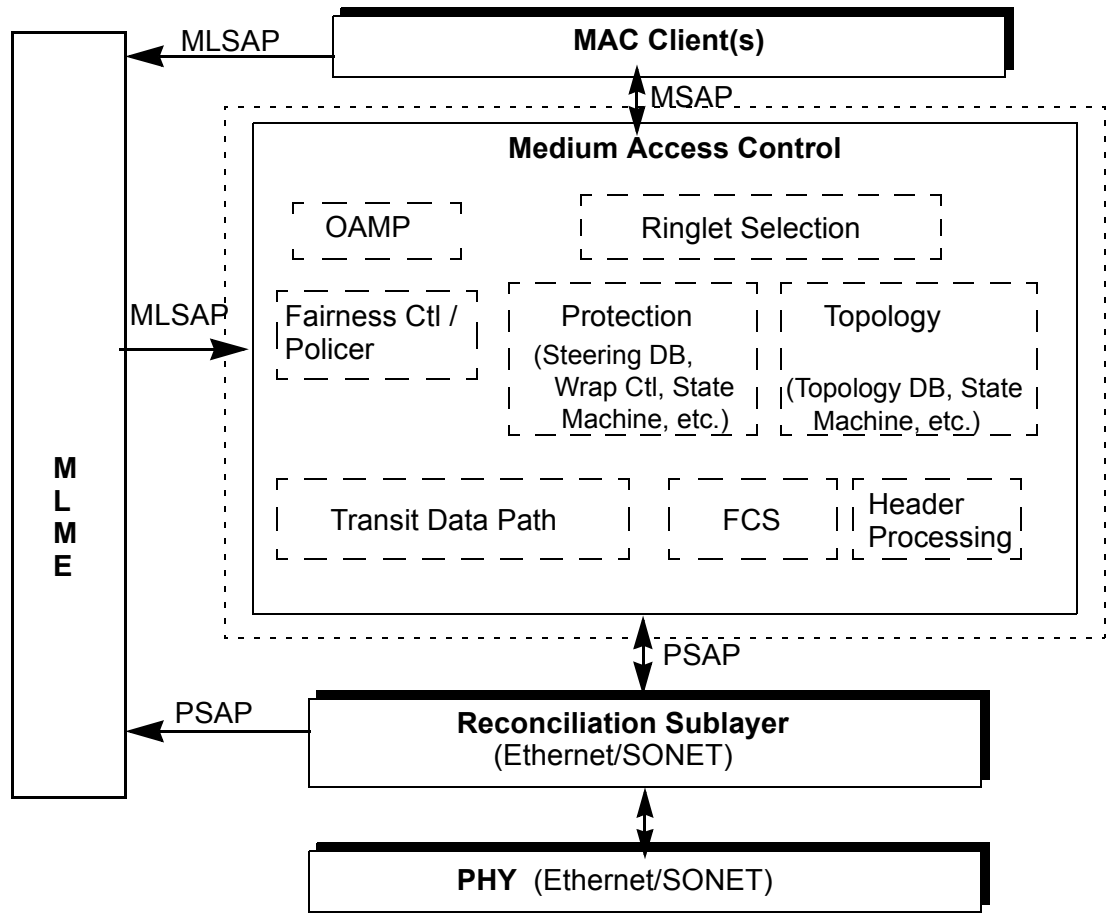 MAC Client(s)
MLSAP
MSAP
Medium Access Control
OAMP
Ringlet Selection
MLSAP
Fairness Ctl /
Policer
Protection
(Steering DB,
Wrap Ctl, State
Machine, etc.)
Topology
(Topology DB, State
Machine, etc.)
M
L
M
E
Transit Data Path
FCS
Header
Processing
PSAP
PSAP
Reconciliation Sublayer
(Ethernet/SONET)
PHY (Ethernet/SONET)